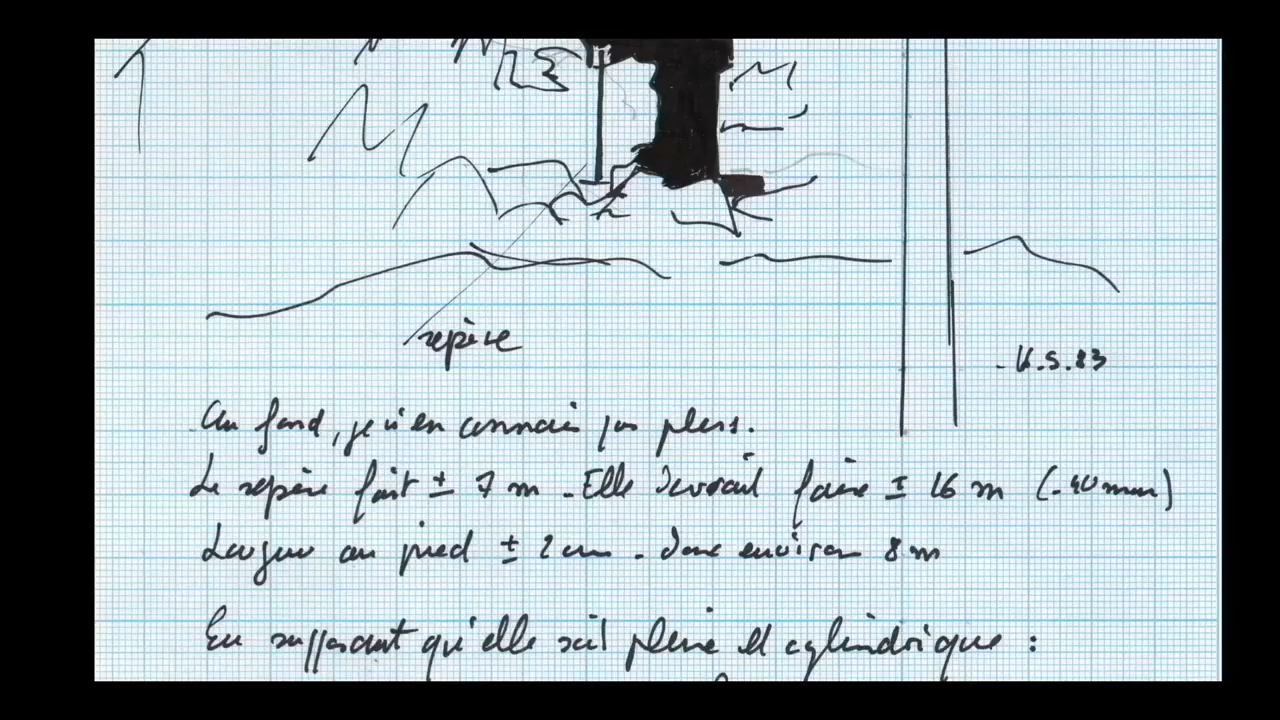 repère
16.5.83
Au fond, je n'en connais pas plus.
Le repère fait ± 7 m. Elle devrait faire ± 16 m (.40 mm)
Largeur au pied ± 2 cm. Donc environ 8 m
En supposant qu'elle soit pleine et cylindrique :